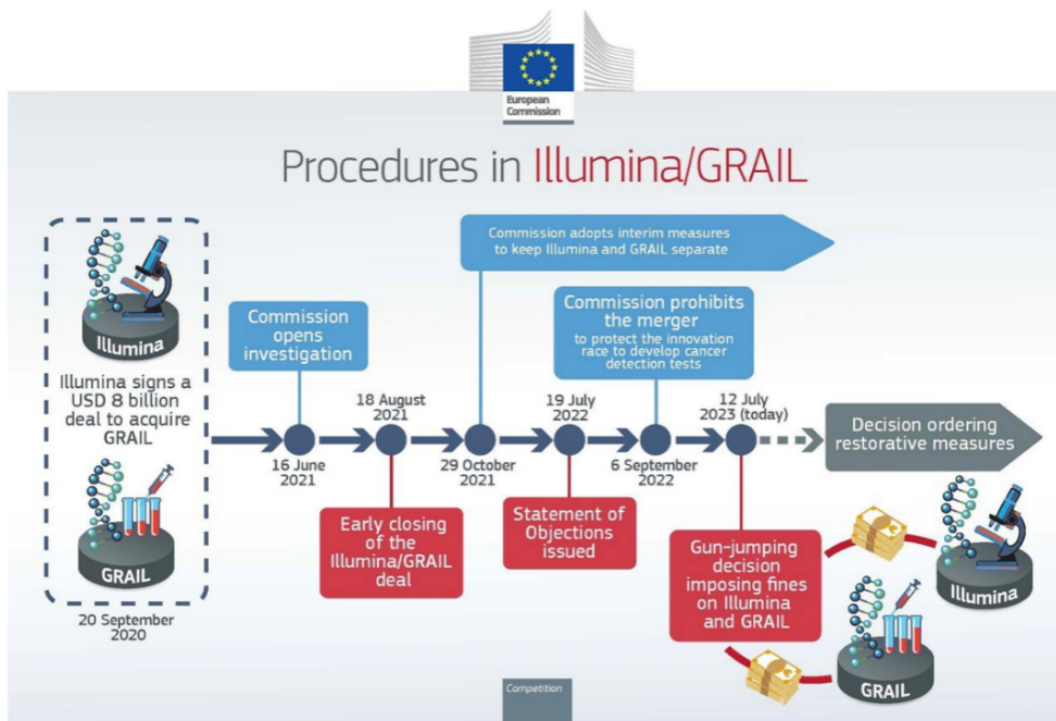 European
Commission
Procedures in Illumina/GRAIL
Illumina
Illumina signs a
USD 8 billion
deal to acquire
GRAIL
GRAIL
20 September
2020
Commission
opens
investigation
16 June
2021
18 August
2021
Early closing
of the
Illumina/GRAIL
deal
Commission adopts interim measures
to keep Illumina and GRAIL separate
29 October
2021
19 July
2022
Statement of
Objections
issued
Commission prohibits
the merger
to protect the innovation
race to develop cancer
detection tests
6 September
2022
12 July
2023 (today)
Gun-jumping
decision
imposing fines
on Illumina
and GRAIL
Decision ordering
restorative measures
Illumina
GRAIL
Competition